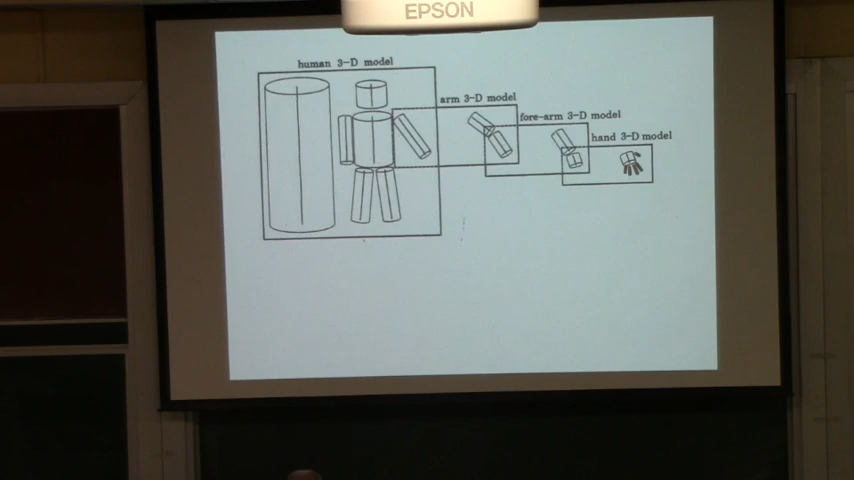 EPSON
human 3-D model
arm 3-D model
fore-arm 3-D model
hand 3-D model